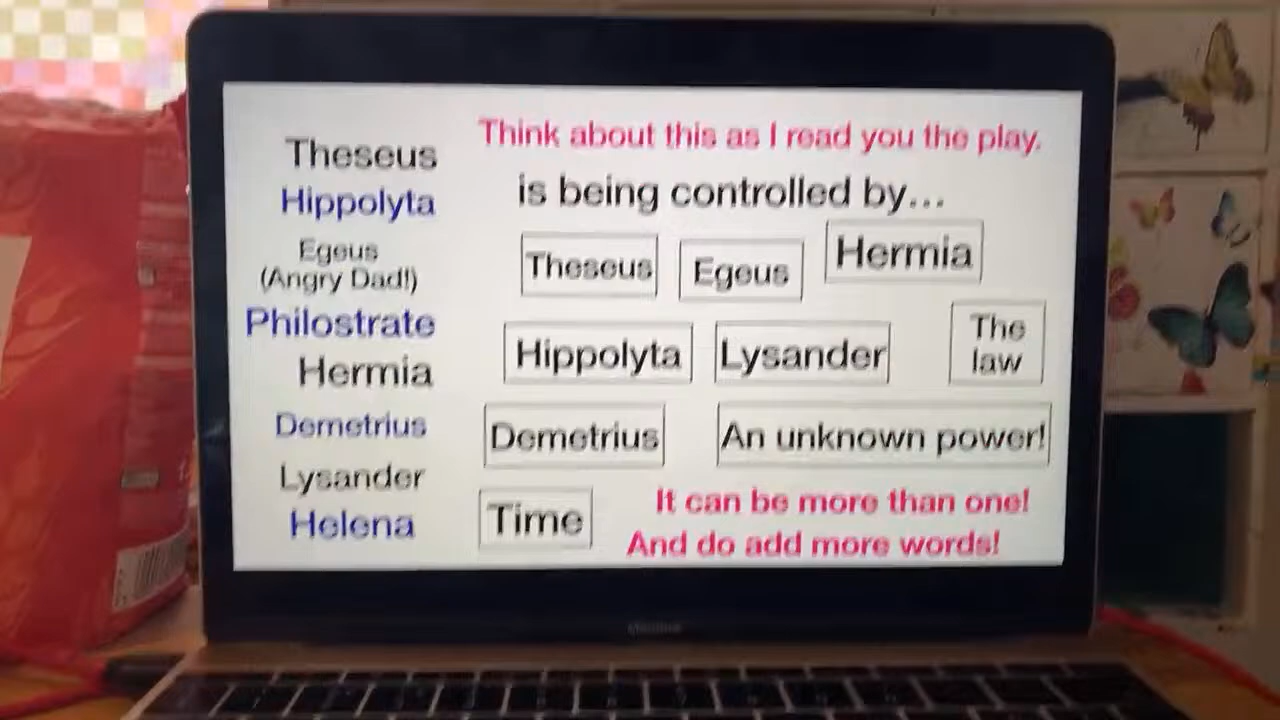 Think about this as I read you the play.
Theseus
is being controlled by...
Hippolyta
Egeus
(Angry Dad!)
Philostrate
Hermia
Demetrius
Lysander
Helena
Theseus
Egeus
Hermia
Hippolyta
Lysander
The
law
Demetrius
An unknown power!
Time
It can be more than one!
And do add more words!